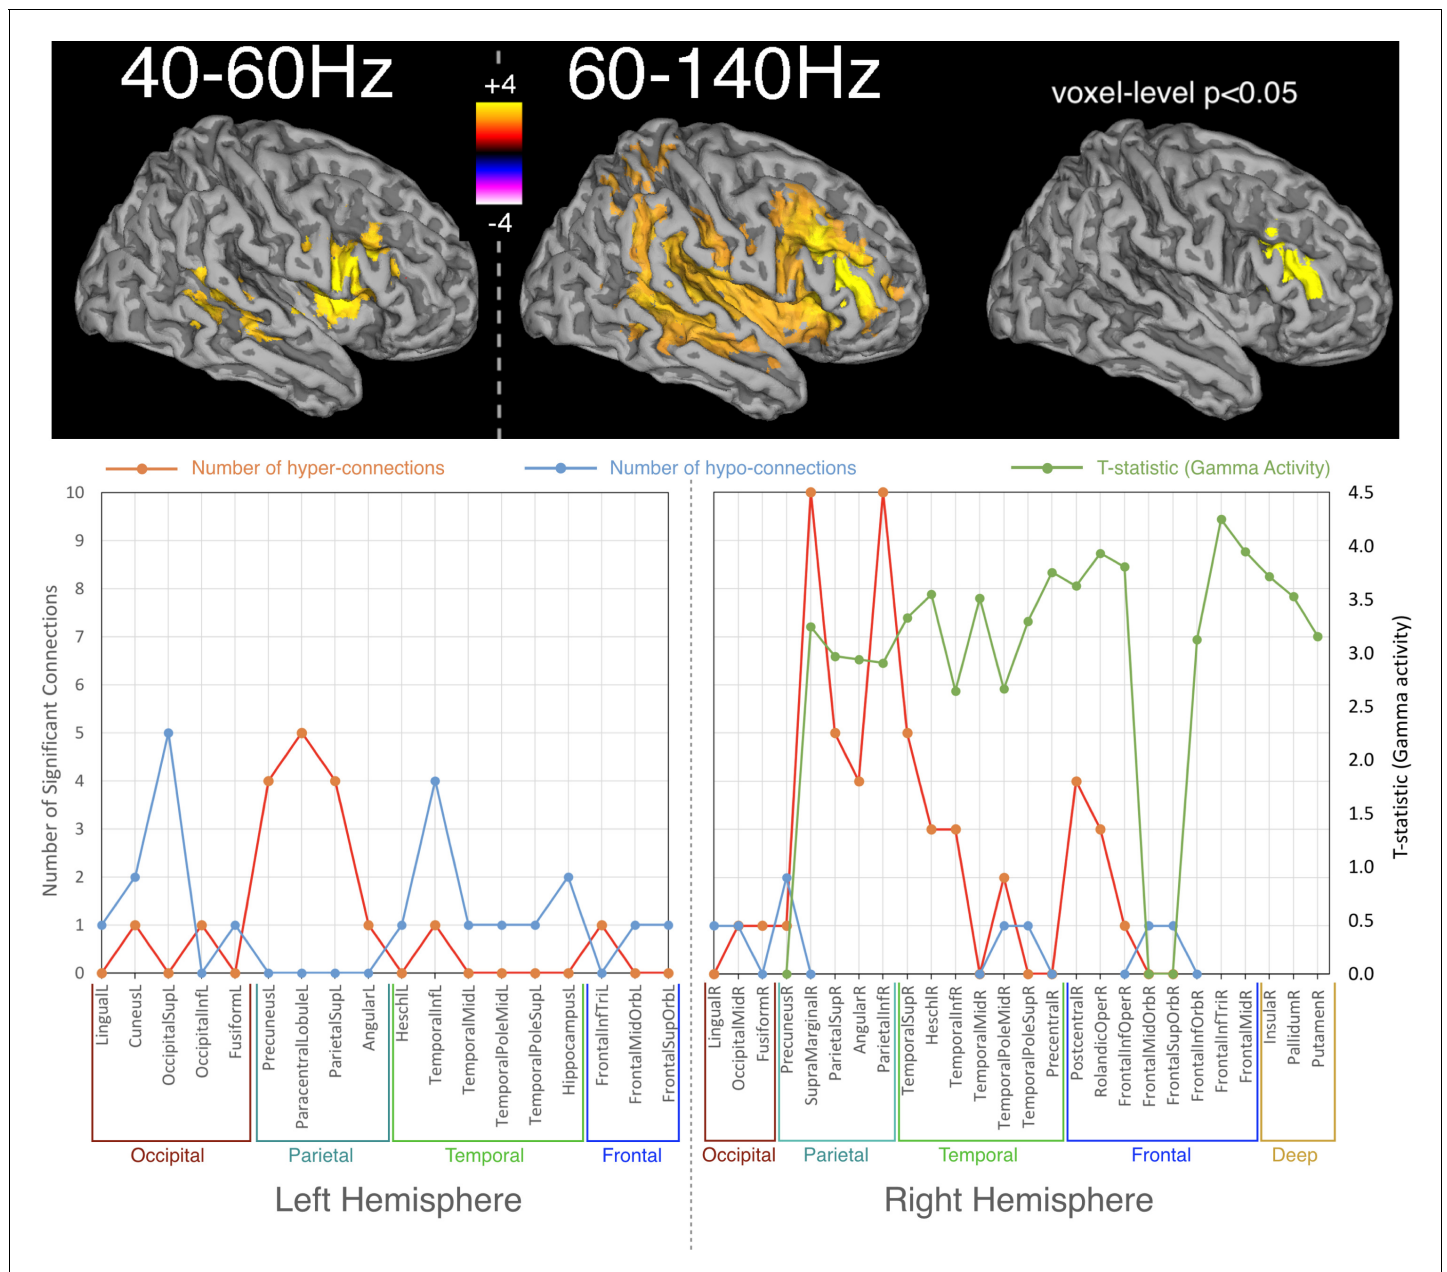 40-60Hz
60-140Hz
voxel-level p<0.05
+4
-4
Number of hyper-connections
Number of hypo-connections
T-statistic (Gamma Activity)
Number of Significant Connections
10
9
8
7
6
5
4
3
2
1
0
4.5
4.0
3.5
3.0
2.5
2.0
1.5
1.0
0.5
0.0
T-statistic (Gamma activity)
LingualL
CuneusL
OccipitalSupL
OccipitalInfL
FusiformL
PrecuneusL
ParacentralLobuleL
ParietalSupL
AngularL
HeschlL
TemporalInfL
TemporalMidL
TemporalPoleMidL
TemporalPoleSupL
HippocampusL
FrontalInfTriL
FrontalMidOrbL
FrontalSupOrbL
LingualR
OccipitalMidR
FusiformR
PrecuneusR
SupraMarginalR
ParietalSupR
AngularR
ParietalInfR
TemporalSupR
HeschlR
TemporalInfR
TemporalMidR
TemporalPoleMidR
TemporalPoleSupR
PrecentralR
PostcentralR
RolandicOperR
FrontalInfOperR
FrontalMidOrbR
FrontalSupOrbR
FrontalInfOrbR
FrontalInfTriR
FrontalMidR
InsulaR
PallidumR
PutamenR
Occipital
Parietal
Temporal
Frontal
Occipital
Parietal
Temporal
Frontal
Deep
Left Hemisphere
Right Hemisphere